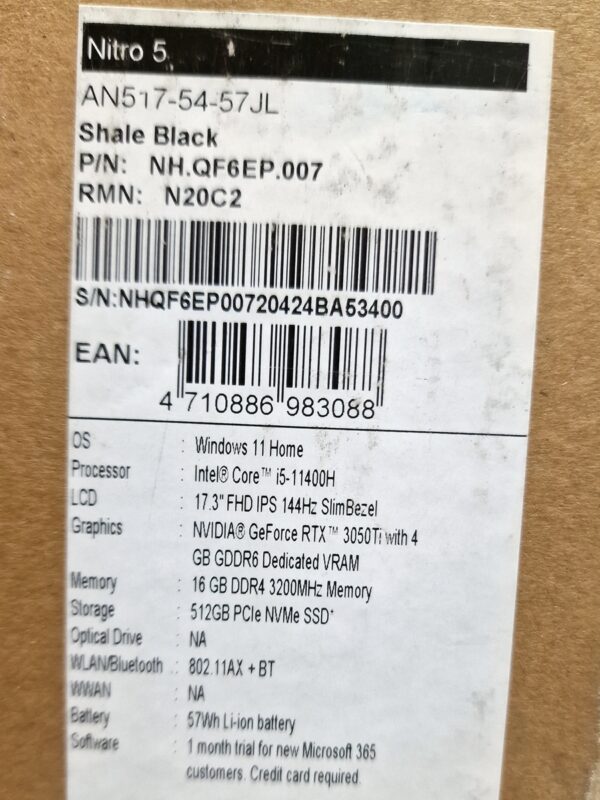 Nitro 5
AN517-54-57JL
Shale Black
P/N: NH.QF6EP.007
RMN: N20C2
S/N:NHQF6EP00720424BA53400
EAN:
4 710886 983088
OS : Windows 11 Home
Processor : Intel® Core™ i5-11400H
LCD : 17.3" FHD IPS 144Hz SlimBezel
Graphics : NVIDIA® GeForce RTX™ 3050Ti with 4
GB GDDR6 Dedicated VRAM
Memory : 16 GB DDR4 3200MHz Memory
Storage : 512GB PCIe NVMe SSD*
Optical Drive : NA
WLAN/Bluetooth : 802.11AX + BT
WWAN : NA
Battery : 57Wh Li-ion battery
Software : 1 month trial for new Microsoft 365
customers. Credit card required.